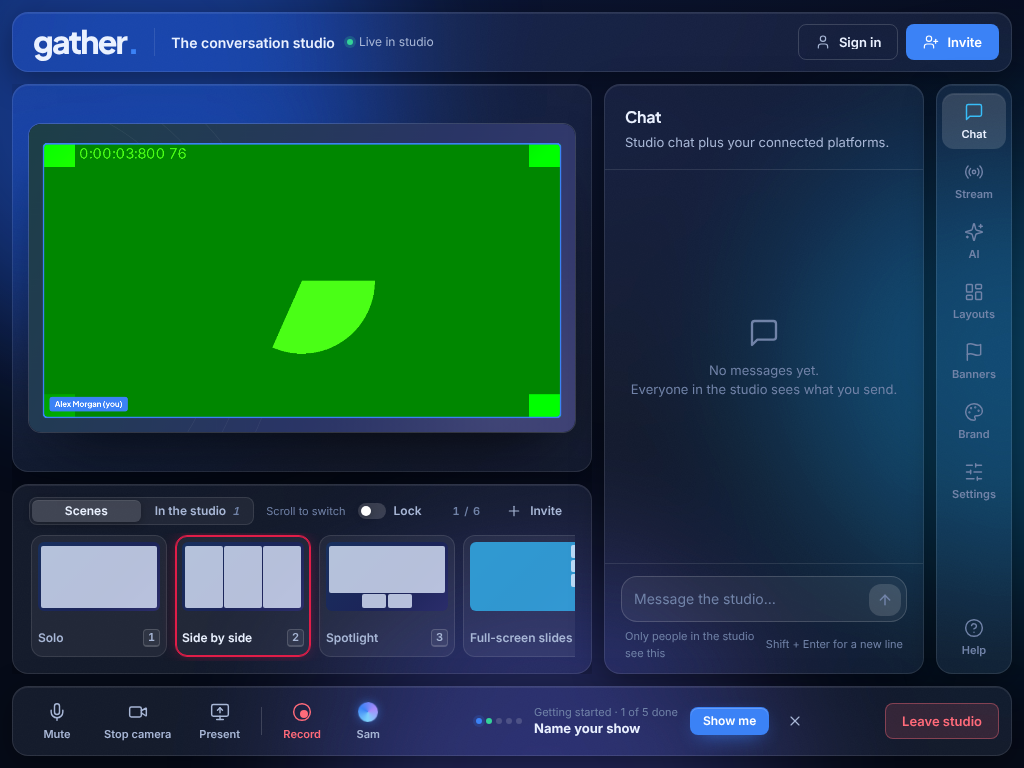 gather.
The conversation studio
Live in studio
Sign in
Invite
0:00:03:800 76
Alex Morgan (you)
Chat
Studio chat plus your connected platforms.
No messages yet.
Everyone in the studio sees what you send.
Message the studio...
Only people in the studio see this
Shift + Enter for a new line
Chat
Stream
AI
Layouts
Banners
Brand
Settings
Help
Scenes
In the studio 1
Scroll to switch
Lock
1 / 6
Invite
Solo 1
Side by side 2
Spotlight 3
Full-screen slides
Mute
Stop camera
Present
Record
Sam
Getting started · 1 of 5 done
Name your show
Show me
Leave studio